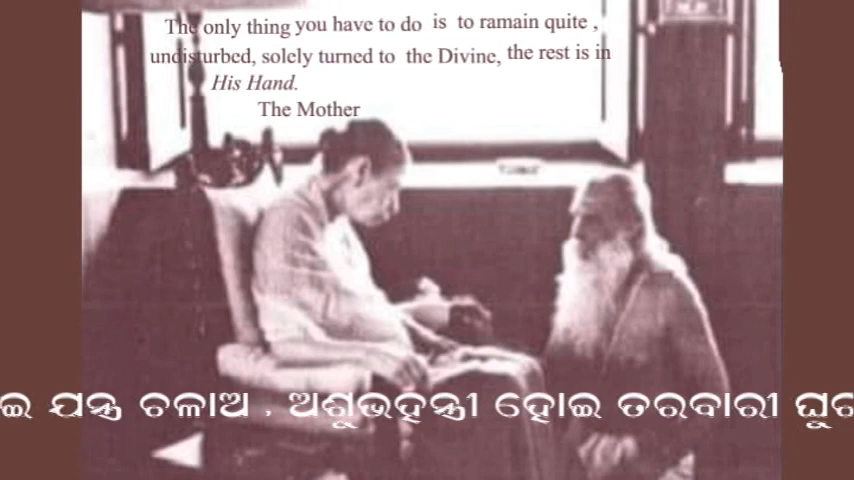 The only thing you have to do is to ramain quite ,
undisturbed, solely turned to the Divine, the rest is in
His Hand.
The Mother
ଯନ୍ତ୍ର ଚଳାଅ . ଅଶୁଭହନ୍ତ୍ରୀ ହୋଇ ତରବାରୀ